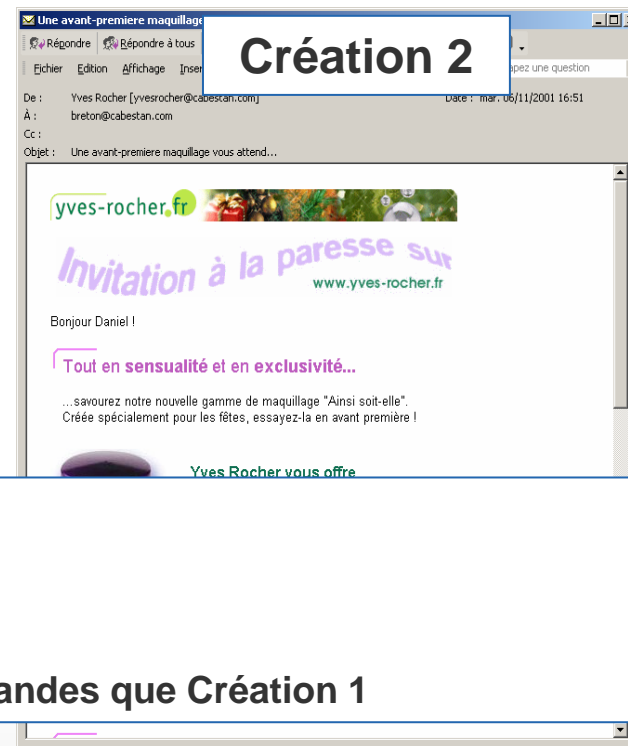 Une avant-premiere maquillage
Répondre Répondre à tous
Création 2
Fichier Edition Affichage apez une question
De : Yves Rocher [yvesrocher@cabestan.com] Date : mar. 06/11/2001 16:51
À : breton@cabestan.com
Cc :
Objet : Une avant-premiere maquillage vous attend...
yves-rocher.fr
Invitation à la paresse sur
www.yves-rocher.fr
Bonjour Daniel !
Tout en sensualité et en exclusivité...
...savourez notre nouvelle gamme de maquillage "Ainsi soit-elle".
Créée spécialement pour les fêtes, essayez-la en avant première !
Yves Rocher vous offre
andes que Création 1